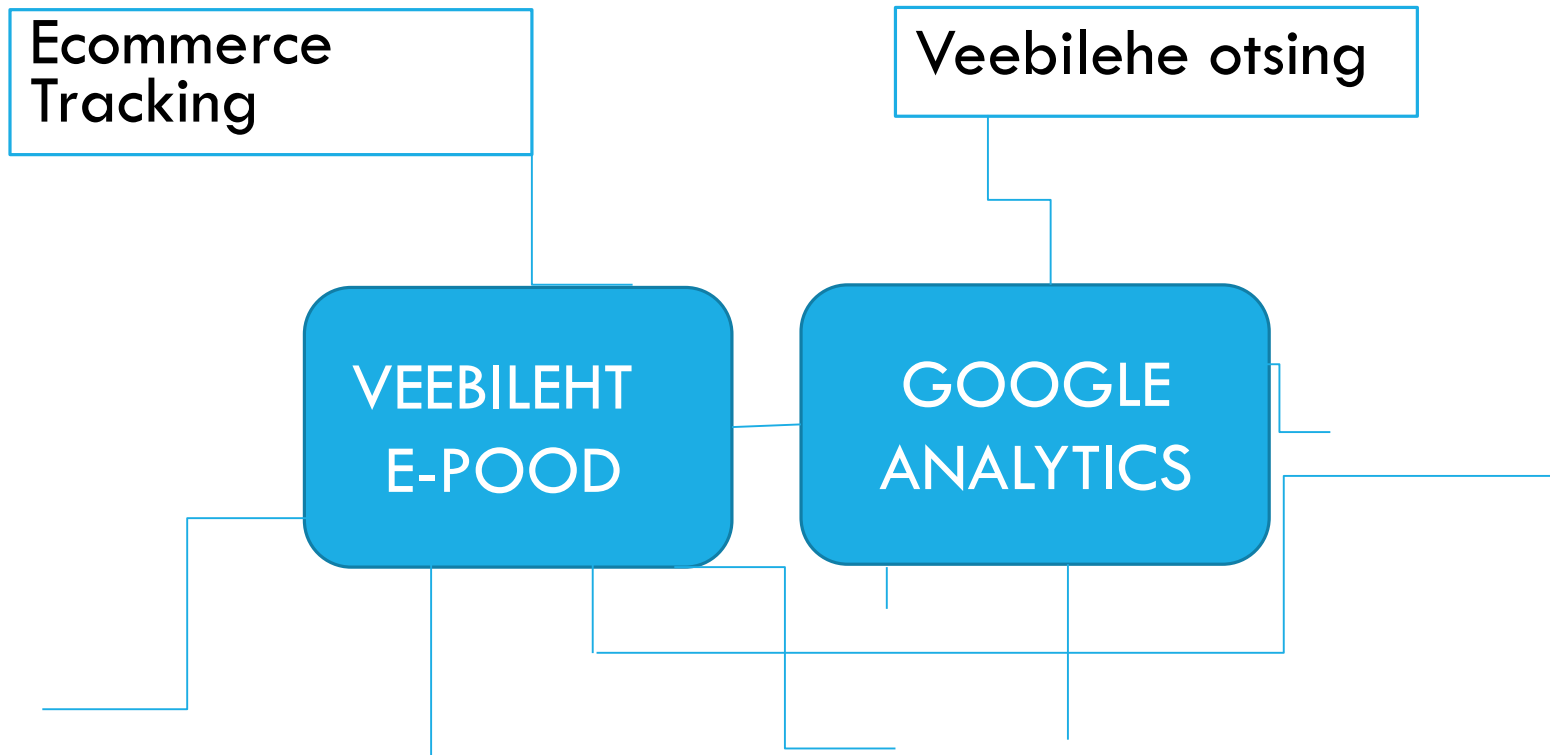 Ecommerce
Tracking
Veebilehe otsing
VEEBILEHT
E-POOD
GOOGLE
ANALYTICS